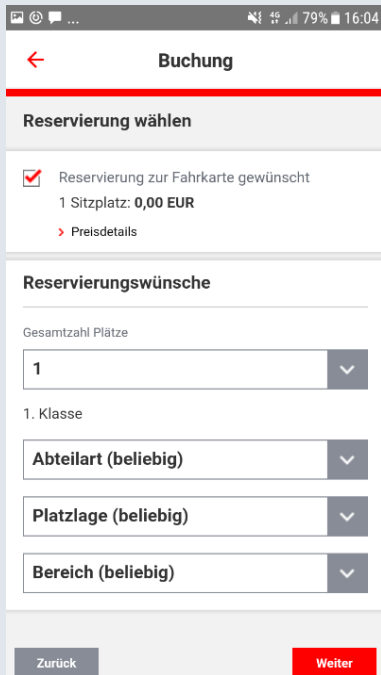 ... 4G 79% 16:04
Buchung
Reservierung wählen
Reservierung zur Fahrkarte gewünscht
1 Sitzplatz: 0,00 EUR
Preisdetails
Reservierungswünsche
Gesamtzahl Plätze
1
1. Klasse
Abteilart (beliebig)
Platzlage (beliebig)
Bereich (beliebig)
Zurück Weiter